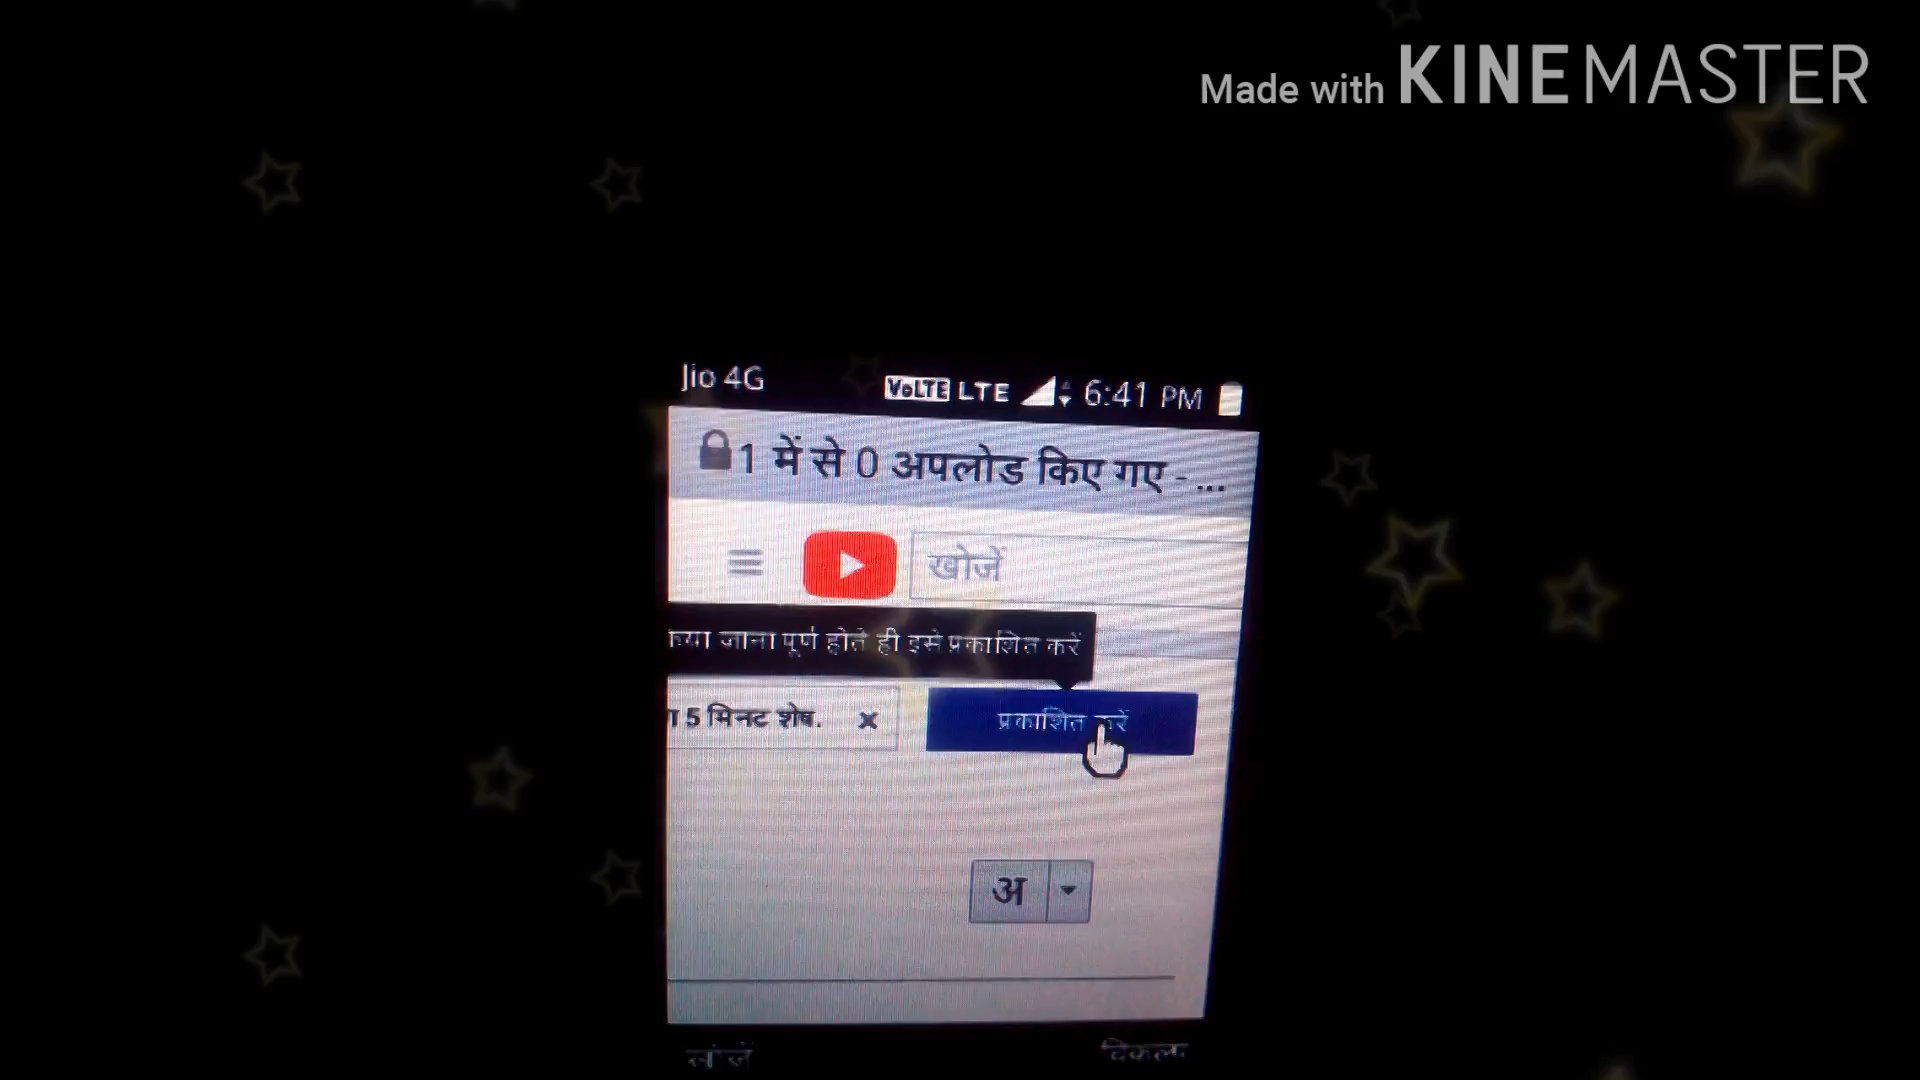 Made with KINEMASTER
Jio 4G VoLTE LTE 6:41 PM
1 में से 0 अपलोड किए गए - ...
खोजें
जाना पूर्ण होते ही इसे प्रकाशित करें
5 मिनट शेष. x
प्रकाशित करें
अ